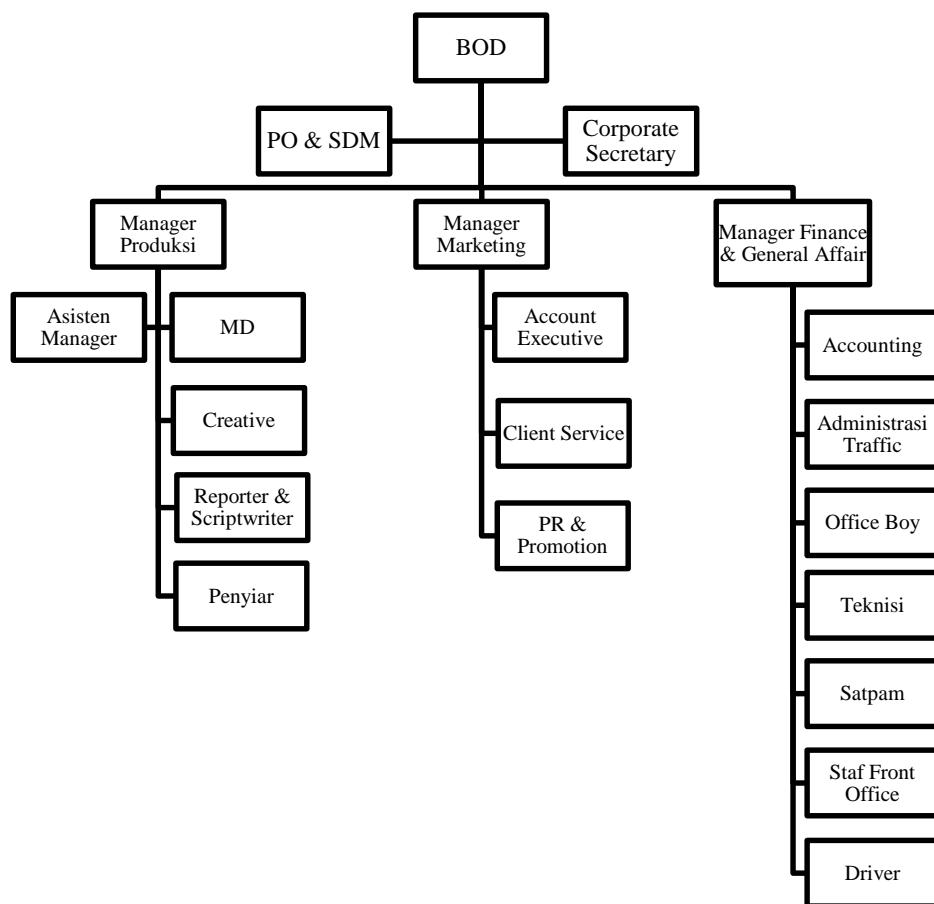 BOD
PO & SDM
Corporate
Secretary
Manager
Produksi
Manager
Marketing
Manager Finance
& General Affair
Asisten
Manager
MD
Creative
Reporter &
Scriptwriter
Penyiar
Account
Executive
Client Service
PR &
Promotion
Accounting
Administrasi
Traffic
Office Boy
Teknisi
Satpam
Staf Front
Office
Driver